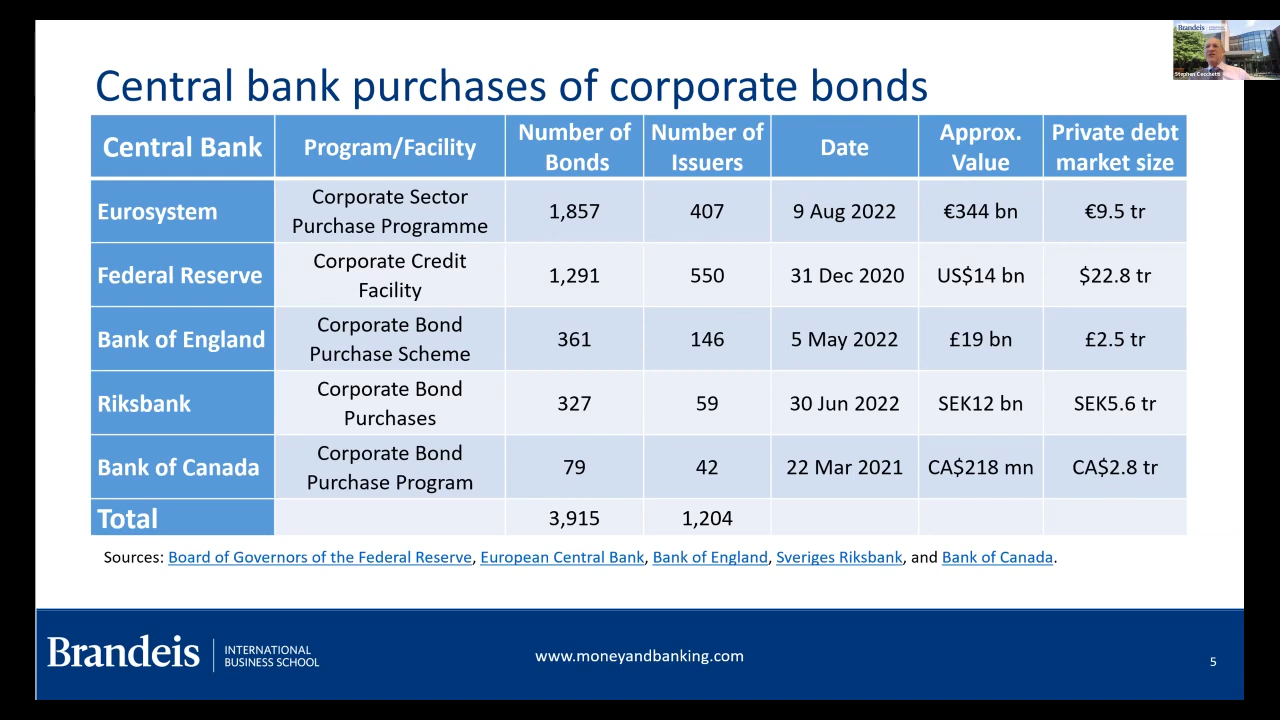 Brandeis
Stephen Cecchetti
Central bank purchases of corporate bonds
Central Bank
Program/Facility
Number of
Bonds
Number of
Issuers
Date
Approx.
Value
Private debt
market size
Eurosystem
Corporate Sector
Purchase Programme
1,857
407
9 Aug 2022
€344 bn
€9.5 tr
Federal Reserve
Corporate Credit
Facility
1,291
550
31 Dec 2020
US$14 bn
$22.8 tr
Bank of England
Corporate Bond
Purchase Scheme
361
146
5 May 2022
£19 bn
£2.5 tr
Riksbank
Corporate Bond
Purchases
327
59
30 Jun 2022
SEK12 bn
SEK5.6 tr
Bank of Canada
Corporate Bond
Purchase Program
79
42
22 Mar 2021
CA$218 mn
CA$2.8 tr
Total
3,915
1,204
Sources: Board of Governors of the Federal Reserve, European Central Bank, Bank of England, Sveriges Riksbank, and Bank of Canada.
Brandeis
INTERNATIONAL
BUSINESS SCHOOL
www.moneyandbanking.com
5